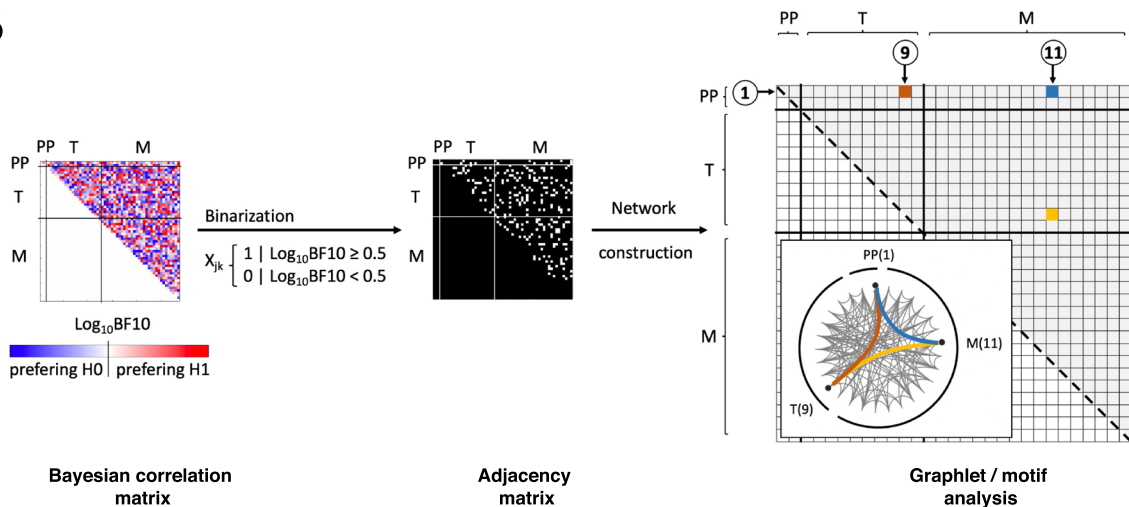 PP T M
PP
T
M
Log₁₀BF10
prefering H0 prefering H1
Bayesian correlation
matrix
Binarization
Xjk { 1 | Log₁₀BF10 ≥ 0.5
0 | Log₁₀BF10 < 0.5
PP T M
PP
T
M
Adjacency
matrix
Network
construction
PP T M
9 11
PP 1
T
M
PP(1)
M(11)
T(9)
Graphlet / motif
analysis